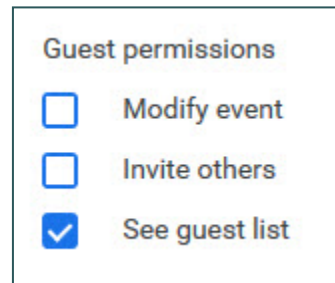 Guest permissions
Modify event
Invite others
See guest list